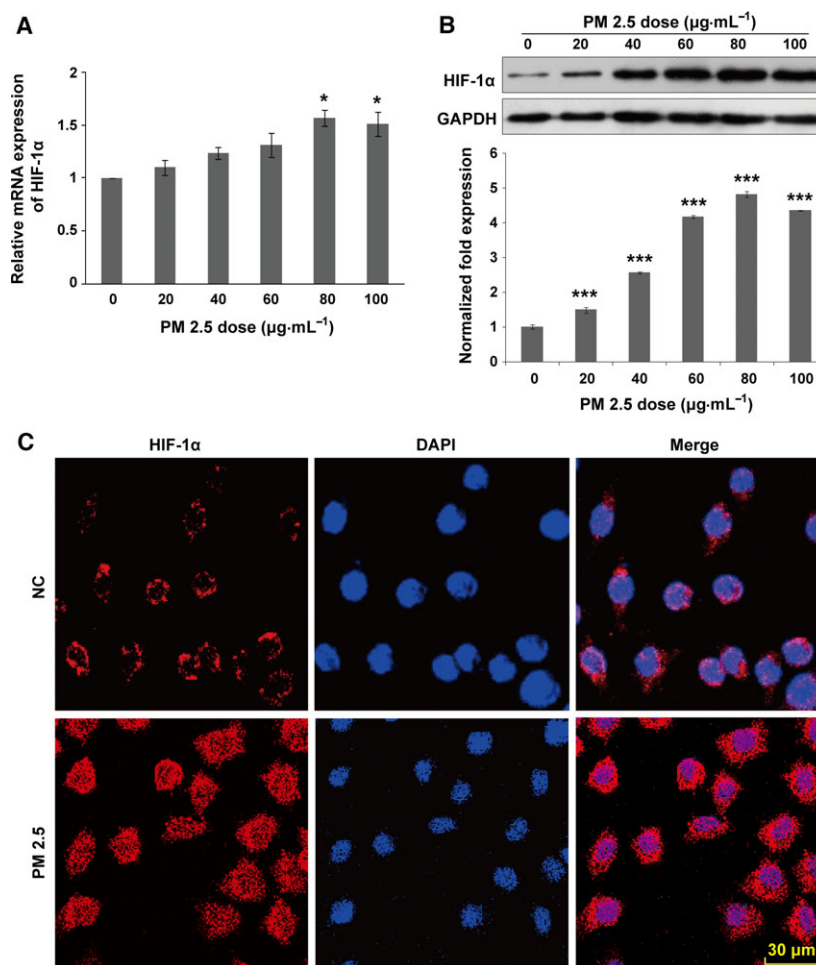 A
Relative mRNA expression
of HIF-1α
2
1.5
1
0.5
0
* *
0 20 40 60 80 100
PM 2.5 dose (µg·mL⁻¹)
B
PM 2.5 dose (µg·mL⁻¹)
0 20 40 60 80 100
HIF-1α
GAPDH
Normalized fold expression
6
5
4
3
2
1
0
*** *** *** *** ***
0 20 40 60 80 100
PM 2.5 dose (µg·mL⁻¹)
C
HIF-1α DAPI Merge
NC
PM 2.5
30 µm